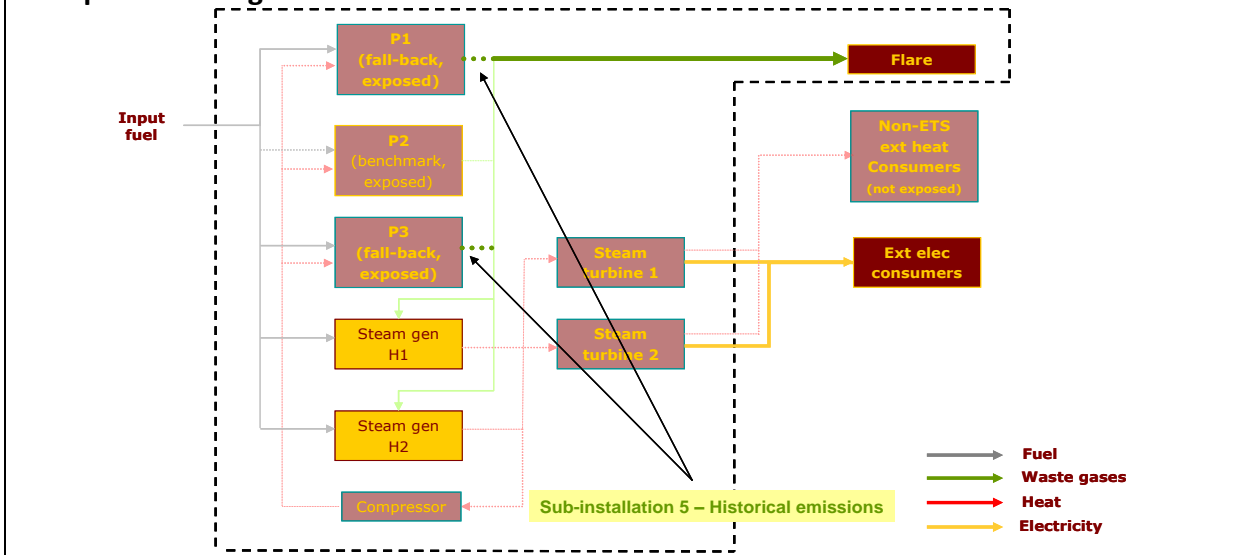 P1
(fall-back,
exposed)
Flare
Input
fuel
P2
(benchmark,
exposed)
Non-ETS
ext heat
Consumers
(not exposed)
P3
(fall-back,
exposed)
Steam
turbine 1
Ext elec
consumers
Steam gen
H1
Steam
turbine 2
Steam gen
H2
Compressor
Sub-installation 5 – Historical emissions
Fuel
Waste gases
Heat
Electricity